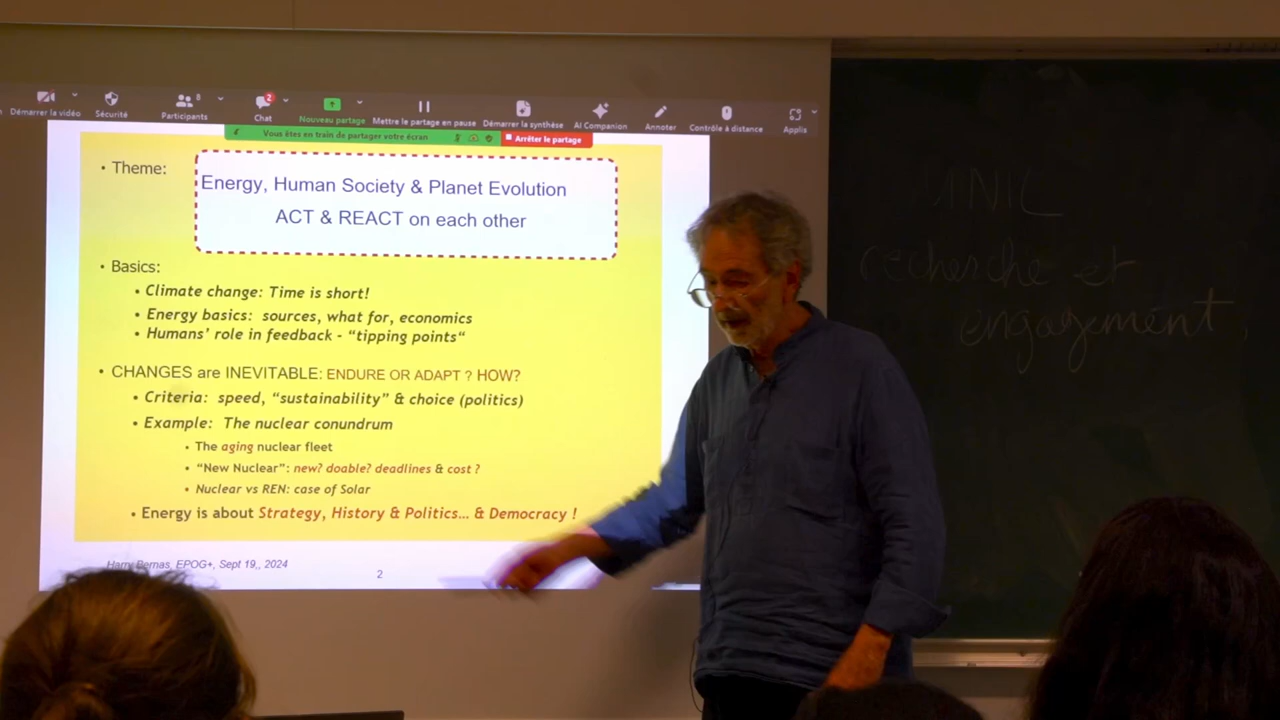 Démarrer la vidéo
Sécurité
Participants 8
Chat 2
Nouveau partage
Mettre le partage en pause
Démarrer la synthèse
AI Companion
Annoter
Contrôle à distance
Applis
Vous êtes en train de partager votre écran
Arrêter le partage
• Theme:
Energy, Human Society & Planet Evolution
ACT & REACT on each other
• Basics:
• Climate change: Time is short!
• Energy basics: sources, what for, economics
• Humans' role in feedback - "tipping points"
• CHANGES are INEVITABLE: ENDURE OR ADAPT ? HOW?
• Criteria: speed, "sustainability" & choice (politics)
• Example: The nuclear conundrum
• The aging nuclear fleet
• "New Nuclear": new? doable? deadlines & cost ?
• Nuclear vs REN: case of Solar
• Energy is about Strategy, History & Politics... & Democracy !
Harry Bernas, EPOG+, Sept 19,, 2024
2
recherche et
engagement